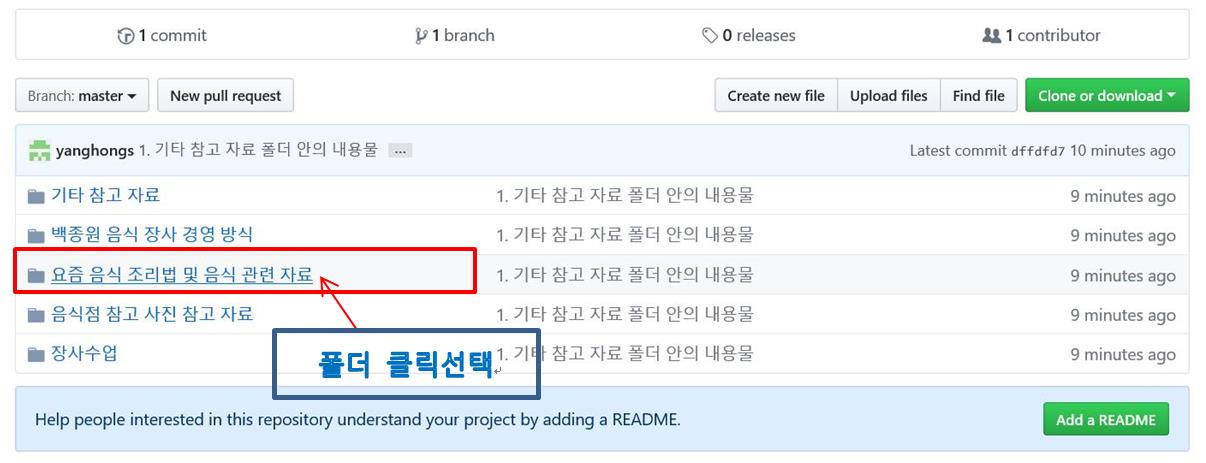 1 commit 1 branch 0 releases 1 contributor
Branch: master New pull request Create new file Upload files Find file Clone or download
yanghongs 1. 기타 참고 자료 폴더 안의 내용물 ... Latest commit dffdfd7 10 minutes ago
기타 참고 자료 1. 기타 참고 자료 폴더 안의 내용물 9 minutes ago
백종원 음식 장사 경영 방식 1. 기타 참고 자료 폴더 안의 내용물 9 minutes ago
요즘 음식 조리법 및 음식 관련 자료 1. 기타 참고 자료 폴더 안의 내용물 9 minutes ago
음식점 참고 사진 참고 자료 1. 기타 참고 자료 폴더 안의 내용물 9 minutes ago
장사수업 1. 기타 참고 자료 폴더 안의 내용물 9 minutes ago
폴더 클릭선택
Help people interested in this repository understand your project by adding a README. Add a README